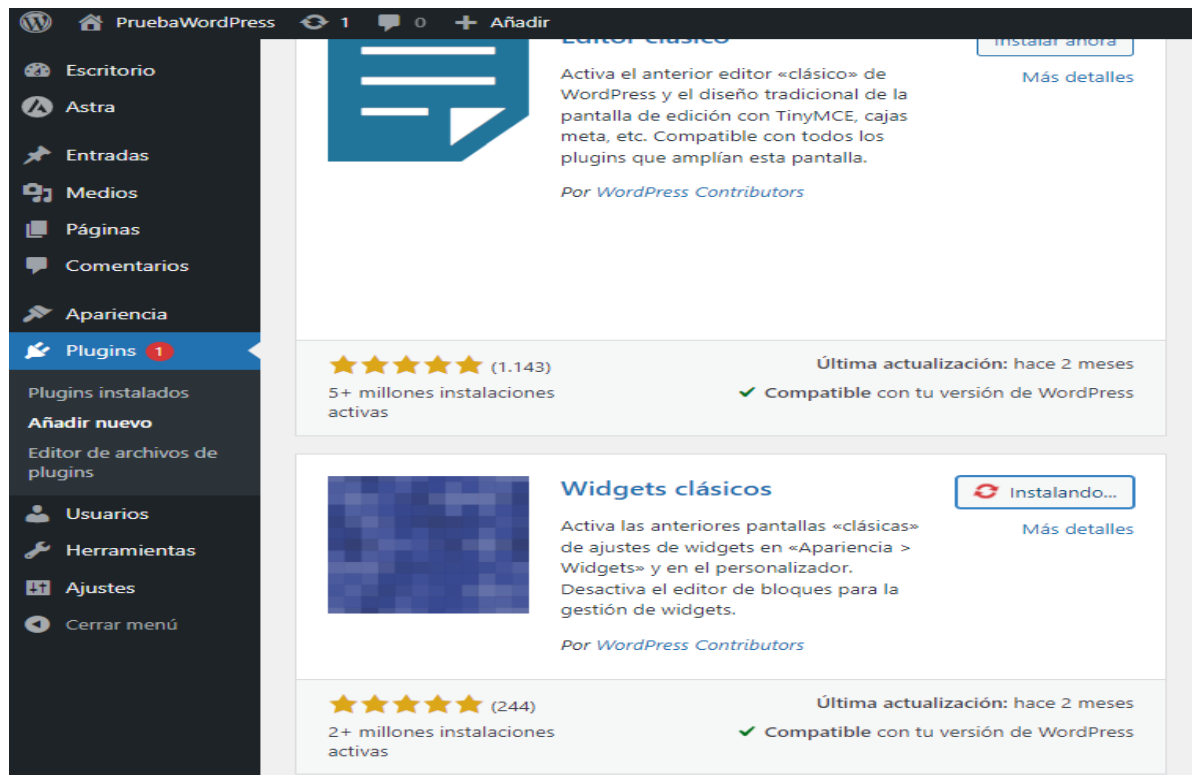 PruebaWordPress 1 0 Añadir
Escritorio
Astra
Entradas
Medios
Páginas
Comentarios
Apariencia
Plugins 1
Plugins instalados
Añadir nuevo
Editor de archivos de
plugins
Usuarios
Herramientas
Ajustes
Cerrar menú
Editor clásico
Instalar ahora
Más detalles
Activa el anterior editor «clásico» de
WordPress y el diseño tradicional de la
pantalla de edición con TinyMCE, cajas
meta, etc. Compatible con todos los
plugins que amplían esta pantalla.
Por WordPress Contributors
(1.143)
5+ millones instalaciones
activas
Última actualización: hace 2 meses
Compatible con tu versión de WordPress
Widgets clásicos
Instalando...
Más detalles
Activa las anteriores pantallas «clásicas»
de ajustes de widgets en «Apariencia >
Widgets» y en el personalizador.
Desactiva el editor de bloques para la
gestión de widgets.
Por WordPress Contributors
(244)
2+ millones instalaciones
activas
Última actualización: hace 2 meses
Compatible con tu versión de WordPress